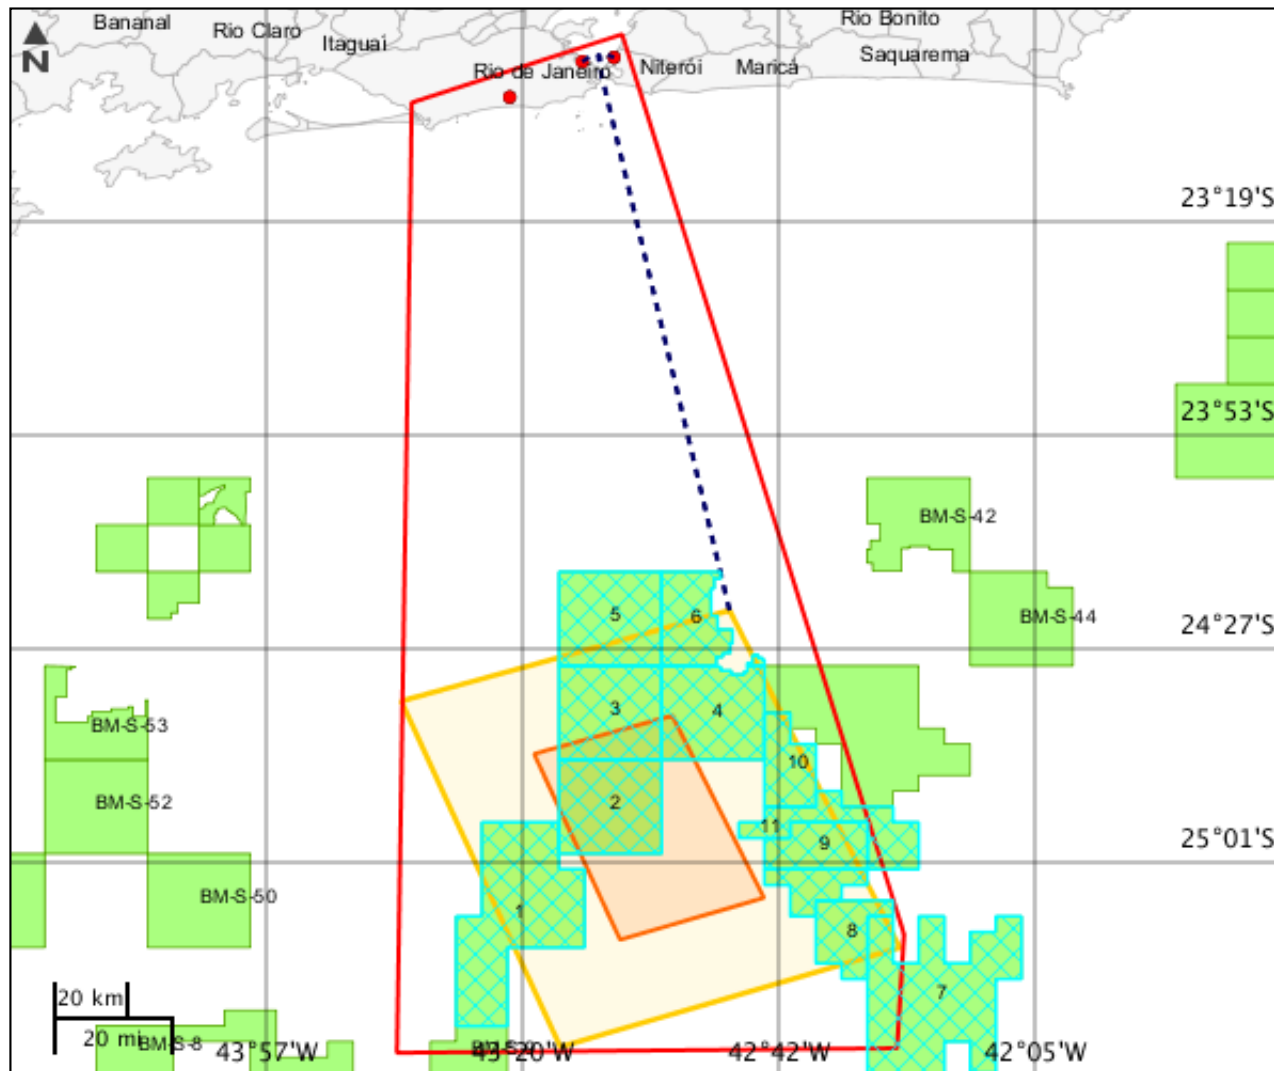 Bananal
Rio Claro
Itaguaí
Rio Bonito
Saquarema
N
Rio de Janeiro
Niterói
Maricá
23°19'S
23°53'S
BM-S-42
5
6
BM-S-44
24°27'S
3
4
BM-S-53
10
2
BM-S-52
11
9
25°01'S
BM-S-50
1
8
7
20 km
20 mi
BM-S-8
43°57'W
43°20'W
42°42'W
42°05'W